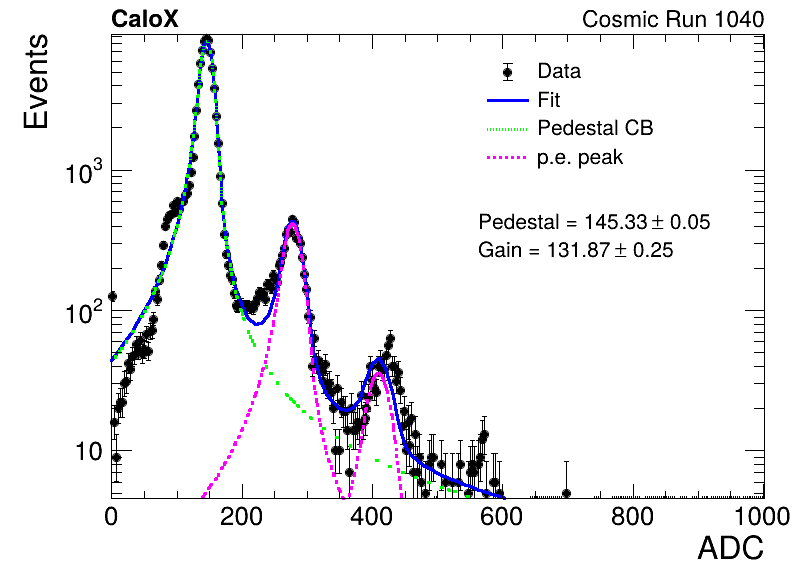 CaloX Cosmic Run 1040
Events
Data
Fit
Pedestal CB
p.e. peak
Pedestal = 145.33 ± 0.05
Gain = 131.87 ± 0.25
10³
10²
10
0 200 400 600 800 1000
ADC